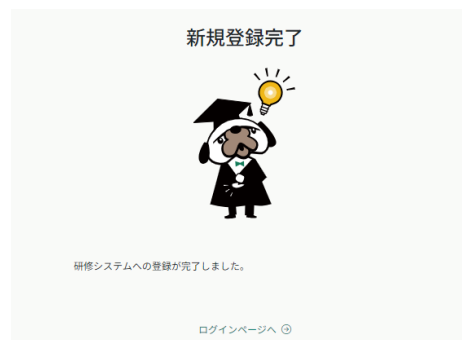 新規登録完了
研修システムへの登録が完了しました。
ログインページへ